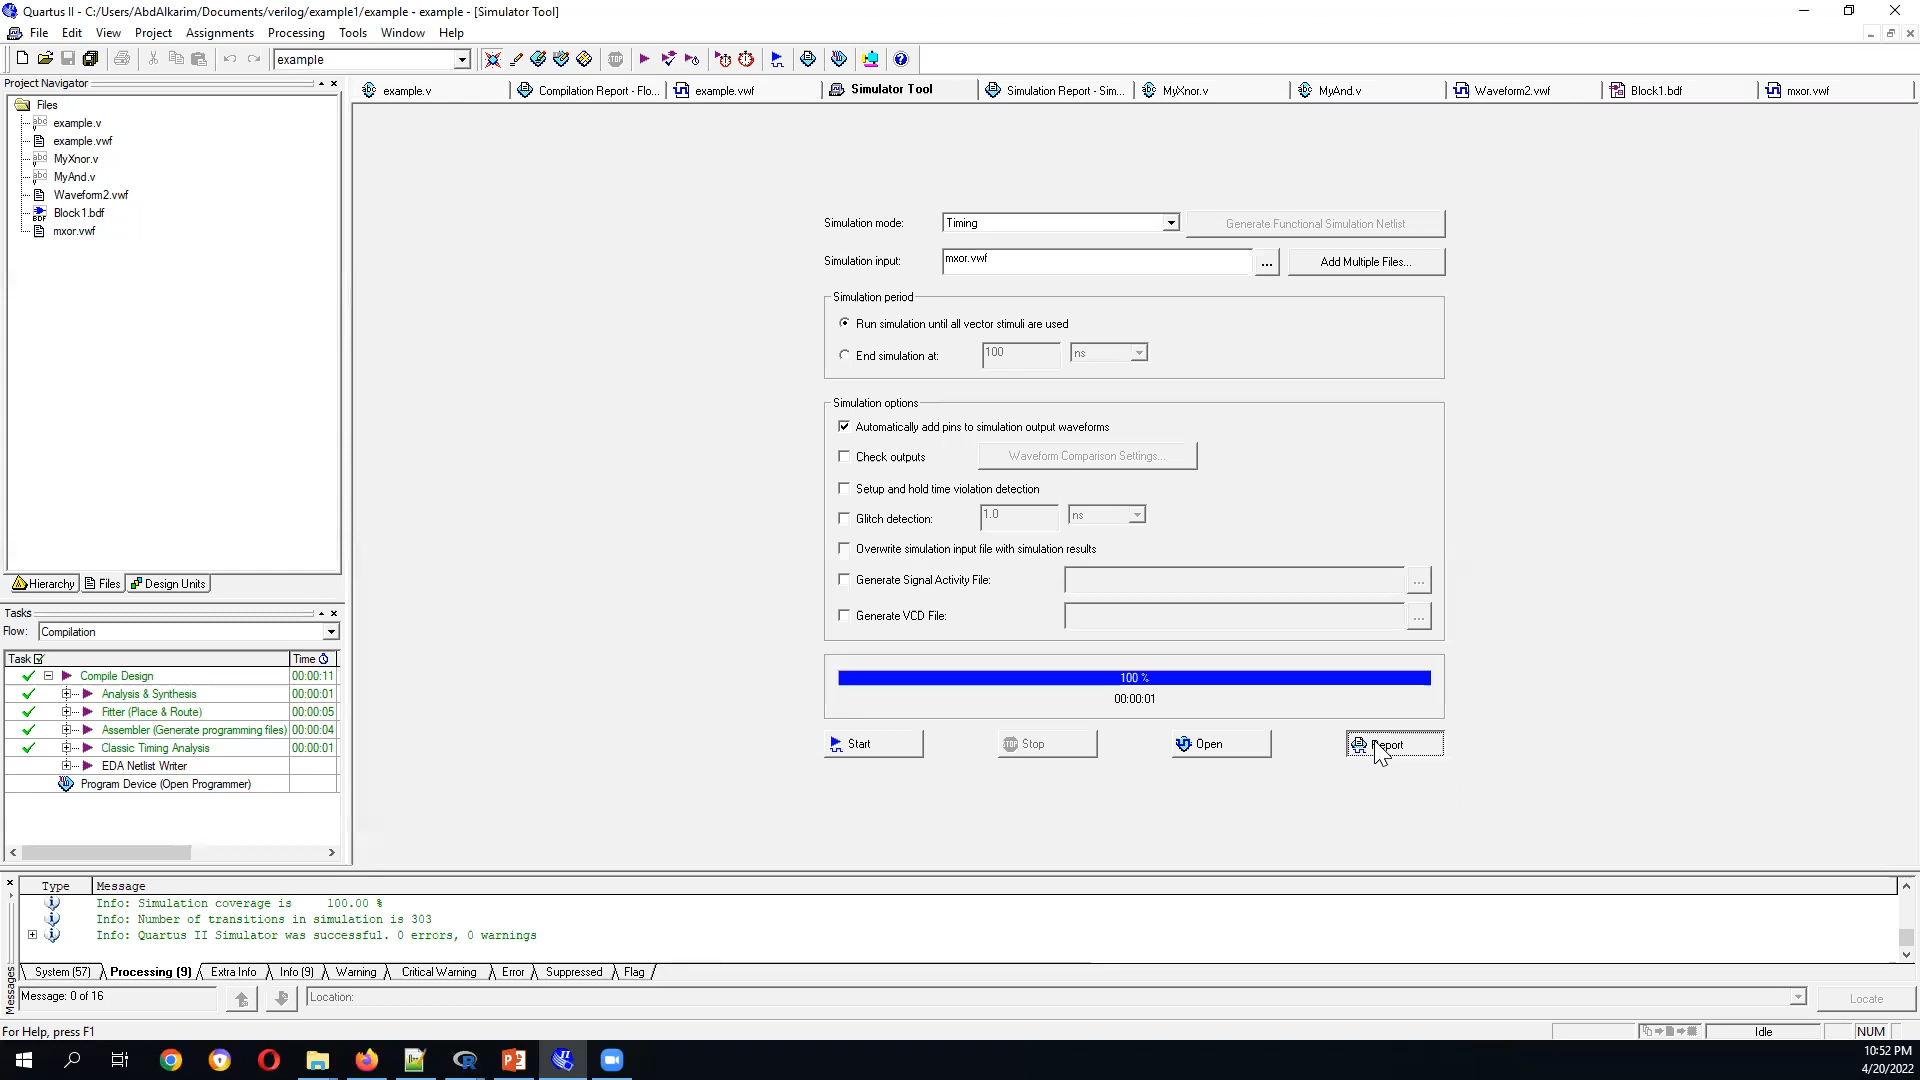 Quartus II - C:/Users/AbdAlkarim/Documents/verilog/example1/example - example - [Simulator Tool]
File Edit View Project Assignments Processing Tools Window Help
example
Project Navigator
example.v Compilation Report - Flo... example.vwf Simulator Tool Simulation Report - Sim... MyXnor.v MyAnd.v Waveform2.vwf Block1.bdf mxor.vwf
Files
example.v
example.vwf
MyXnor.v
MyAnd.v
Waveform2.vwf
Block1.bdf
mxor.vwf
Hierarchy Files Design Units
Simulation mode: Timing Generate Functional Simulation Netlist
Simulation input: mxor.vwf ... Add Multiple Files...
Simulation period
Run simulation until all vector stimuli are used
End simulation at: 100 ns
Simulation options
Automatically add pins to simulation output waveforms
Check outputs Waveform Comparison Settings...
Setup and hold time violation detection
Glitch detection: 1.0 ns
Overwrite simulation input file with simulation results
Generate Signal Activity File: ...
Generate VCD File: ...
100 %
00:00:01
Start Stop Open
Tasks
Flow: Compilation
Task Time
Compile Design 00:00:11
Analysis & Synthesis 00:00:01
Fitter (Place & Route) 00:00:05
Assembler (Generate programming files) 00:00:04
Classic Timing Analysis 00:00:01
EDA Netlist Writer
Program Device (Open Programmer)
Type Message
Info: Simulation coverage is 100.00 %
Info: Number of transitions in simulation is 303
Info: Quartus II Simulator was successful. 0 errors, 0 warnings
System (57) Processing (9) Extra Info Info (9) Warning Critical Warning Error Suppressed Flag
Messages
Message: 0 of 16 Location: Locate
For Help, press F1 Idle NUM
10:52 PM
4/20/2022